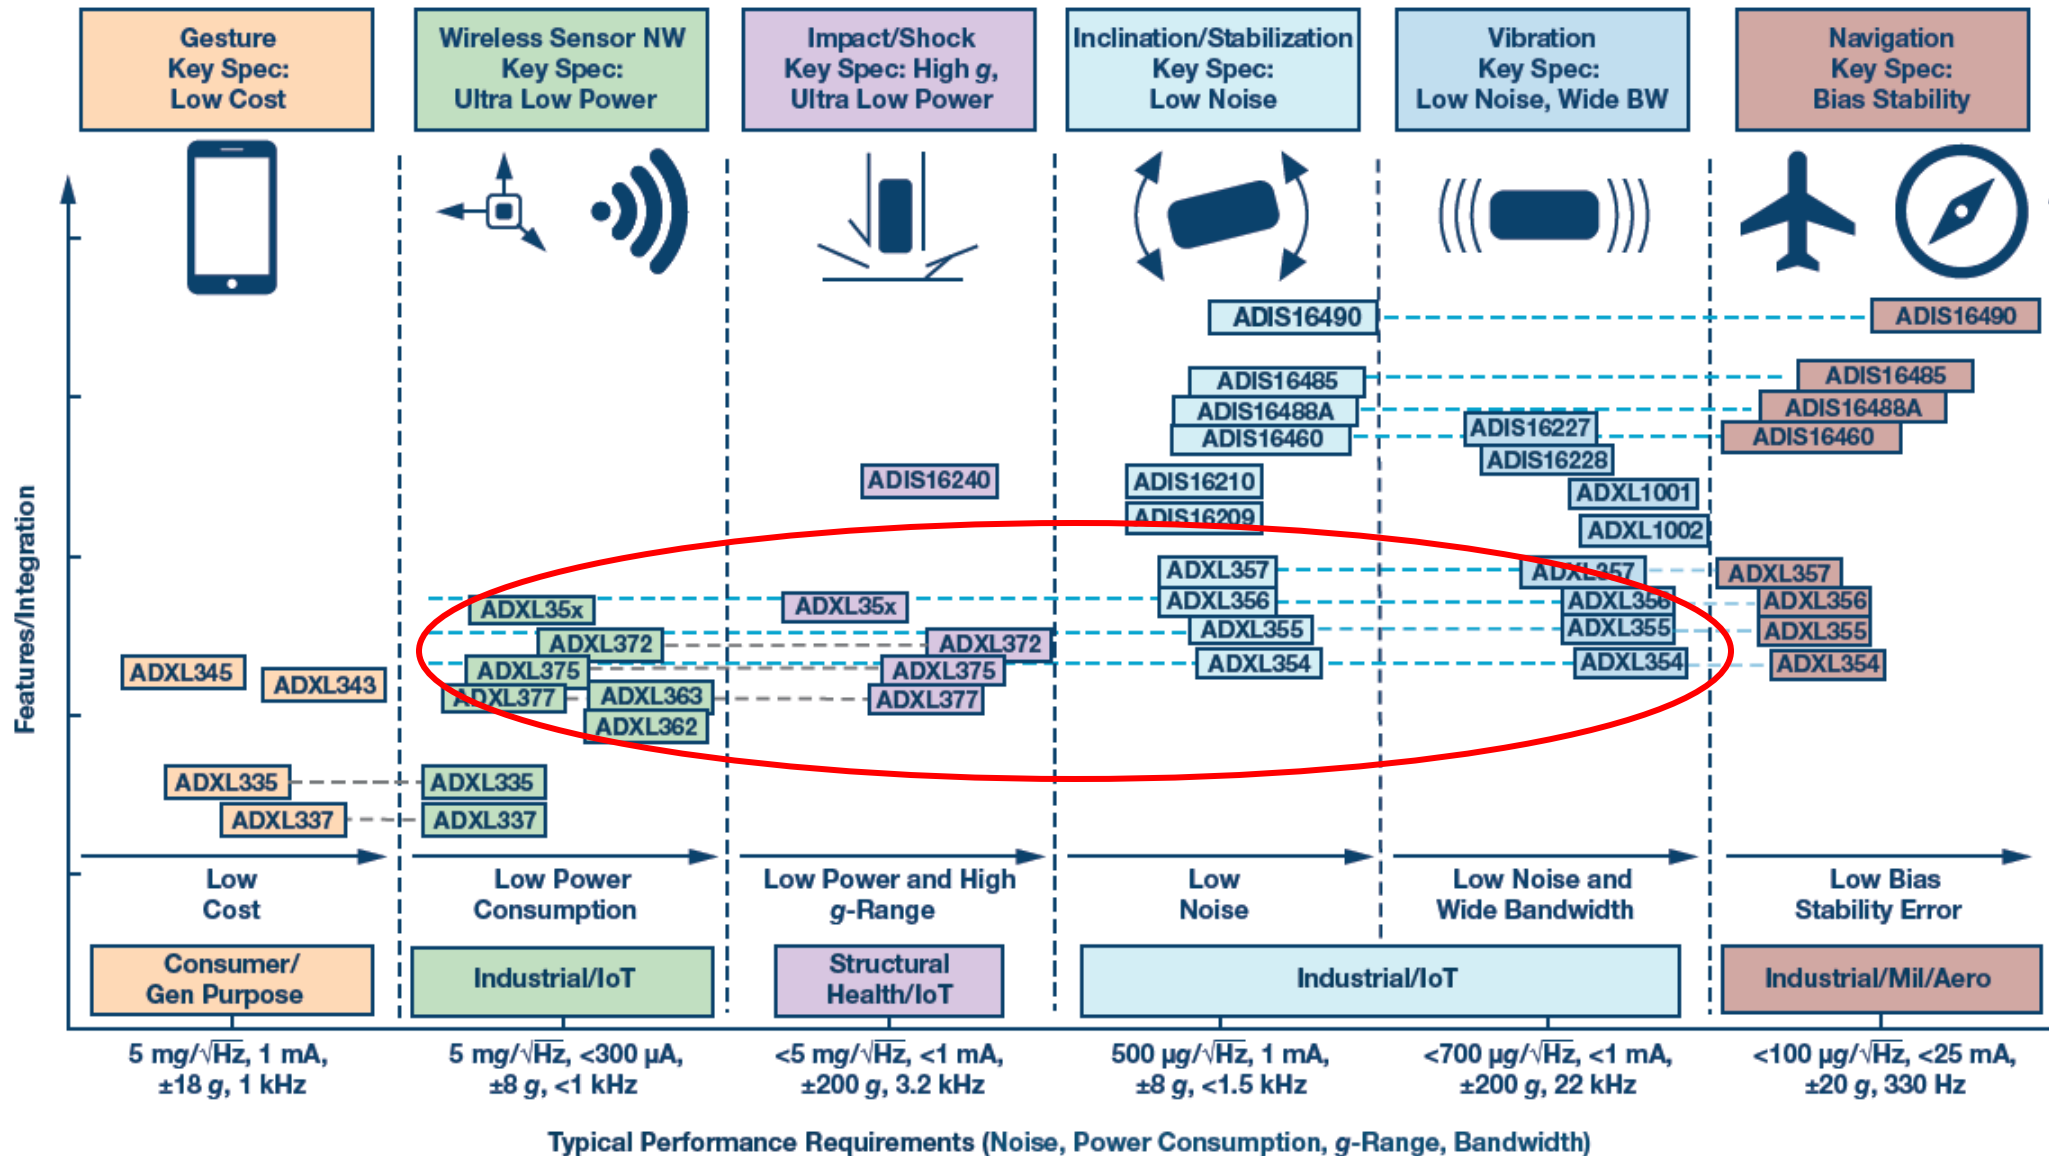 Gesture
Key Spec:
Low Cost
Wireless Sensor NW
Key Spec:
Ultra Low Power
Impact/Shock
Key Spec: High g,
Ultra Low Power
Inclination/Stabilization
Key Spec:
Low Noise
Vibration
Key Spec:
Low Noise, Wide BW
Navigation
Key Spec:
Bias Stability
Features/Integration
ADXL345
ADXL343
ADXL335
ADXL337
ADXL35x
ADXL372
ADXL375
ADXL377
ADXL363
ADXL362
ADXL335
ADXL337
ADIS16240
ADXL35x
ADXL372
ADXL375
ADXL377
ADIS16490
ADIS16485
ADIS16488A
ADIS16460
ADIS16210
ADIS16209
ADXL357
ADXL356
ADXL355
ADXL354
ADIS16227
ADIS16228
ADXL1001
ADXL1002
ADXL357
ADXL356
ADXL355
ADXL354
ADIS16490
ADIS16485
ADIS16488A
ADIS16460
ADXL357
ADXL356
ADXL355
ADXL354
Low
Cost
Low Power
Consumption
Low Power and High
g-Range
Low
Noise
Low Noise and
Wide Bandwidth
Low Bias
Stability Error
Consumer/
Gen Purpose
Industrial/IoT
Structural
Health/IoT
Industrial/IoT
Industrial/Mil/Aero
5 mg/√Hz, 1 mA,
±18 g, 1 kHz
5 mg/√Hz, <300 µA,
±8 g, <1 kHz
<5 mg/√Hz, <1 mA,
±200 g, 3.2 kHz
500 µg/√Hz, 1 mA,
±8 g, <1.5 kHz
<700 µg/√Hz, <1 mA,
±200 g, 22 kHz
<100 µg/√Hz, <25 mA,
±20 g, 330 Hz
Typical Performance Requirements (Noise, Power Consumption, g-Range, Bandwidth)